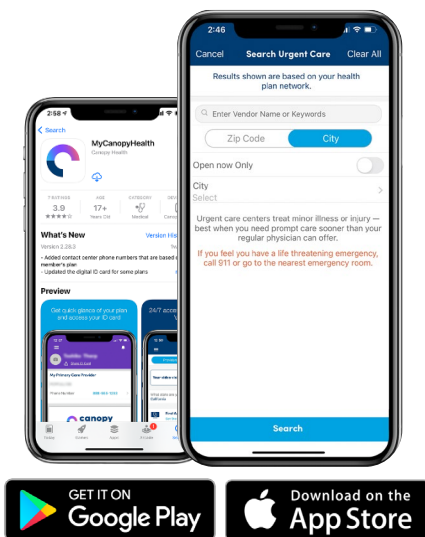 2:46
Cancel Search Urgent Care Clear All
Results shown are based on your health
plan network.
Enter Vendor Name or Keywords
Zip Code City
Open now Only
City
Select
Urgent care centers treat minor illness or injury —
best when you need prompt care sooner than your
regular physician can offer.
If you feel you have a life threatening emergency,
call 911 or go to the nearest emergency room.
Search
2:58
Search
MyCanopyHealth
Canopy Health
7 RATINGS AGE CATEGORY
3.9 17+
Years Old Medical
What's New Version
Version 2.28.3
- Added contact center phone numbers that are based
member's plan
- Updated the digital ID card for some plans
Preview
Get quick glance of your plan
and access your ID card
24/7
My Primary Care Provider
Phone Number
canopy
Today Apps Arcade
GET IT ON
Google Play
Download on the
App Store